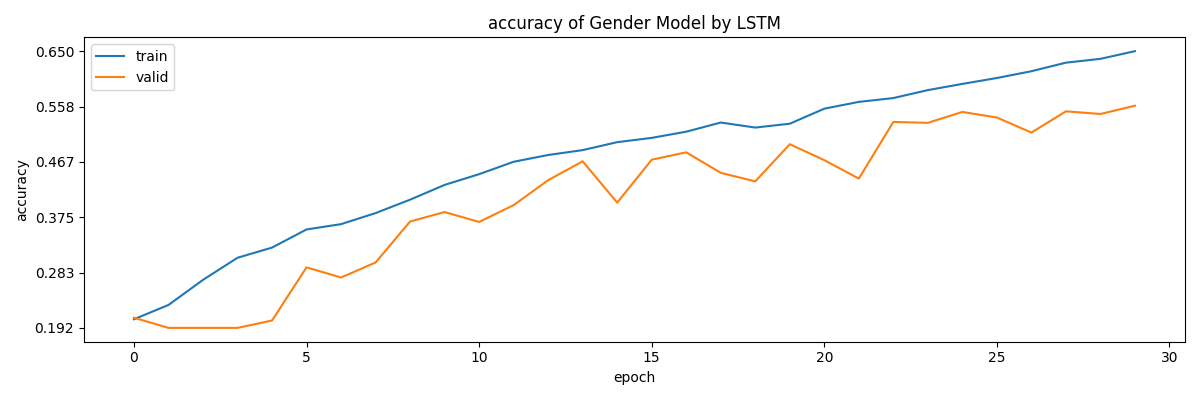 accuracy of Gender Model by LSTM
train
valid
0.650
0.558
0.467
0.375
0.283
0.192
accuracy
0 5 10 15 20 25 30
epoch